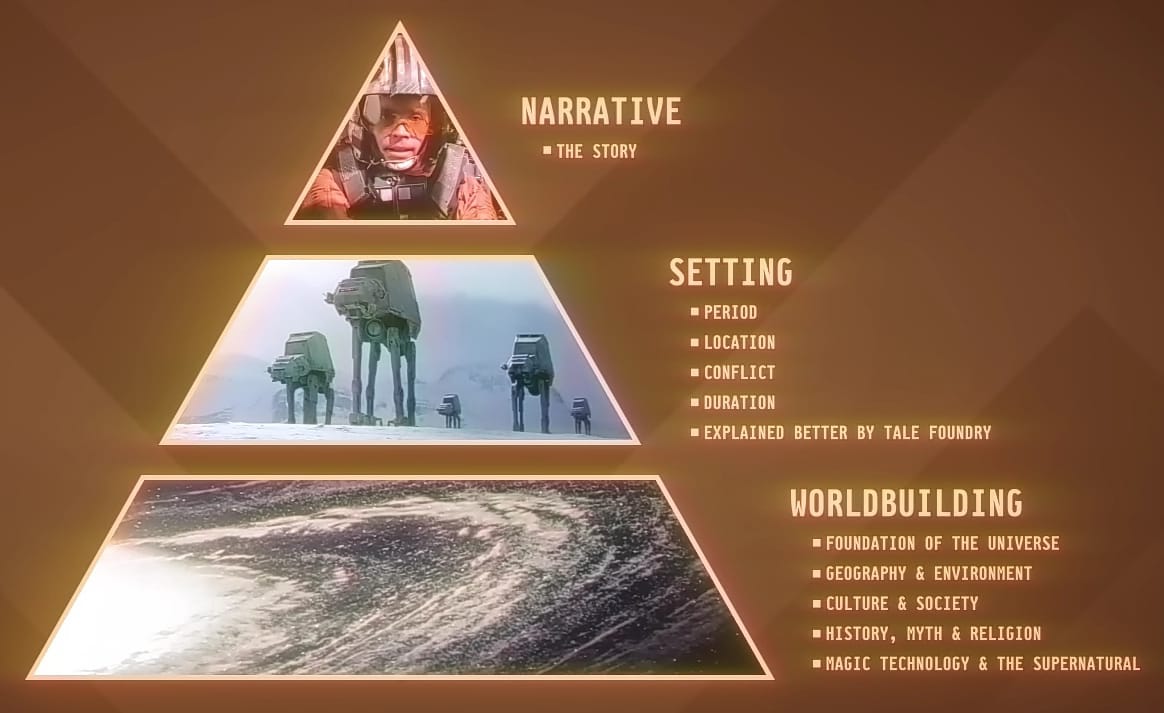 NARRATIVE
THE STORY
SETTING
PERIOD
LOCATION
CONFLICT
DURATION
EXPLAINED BETTER BY TALE FOUNDRY
WORLDBUILDING
FOUNDATION OF THE UNIVERSE
GEOGRAPHY & ENVIRONMENT
CULTURE & SOCIETY
HISTORY, MYTH & RELIGION
MAGIC TECHNOLOGY & THE SUPERNATURAL